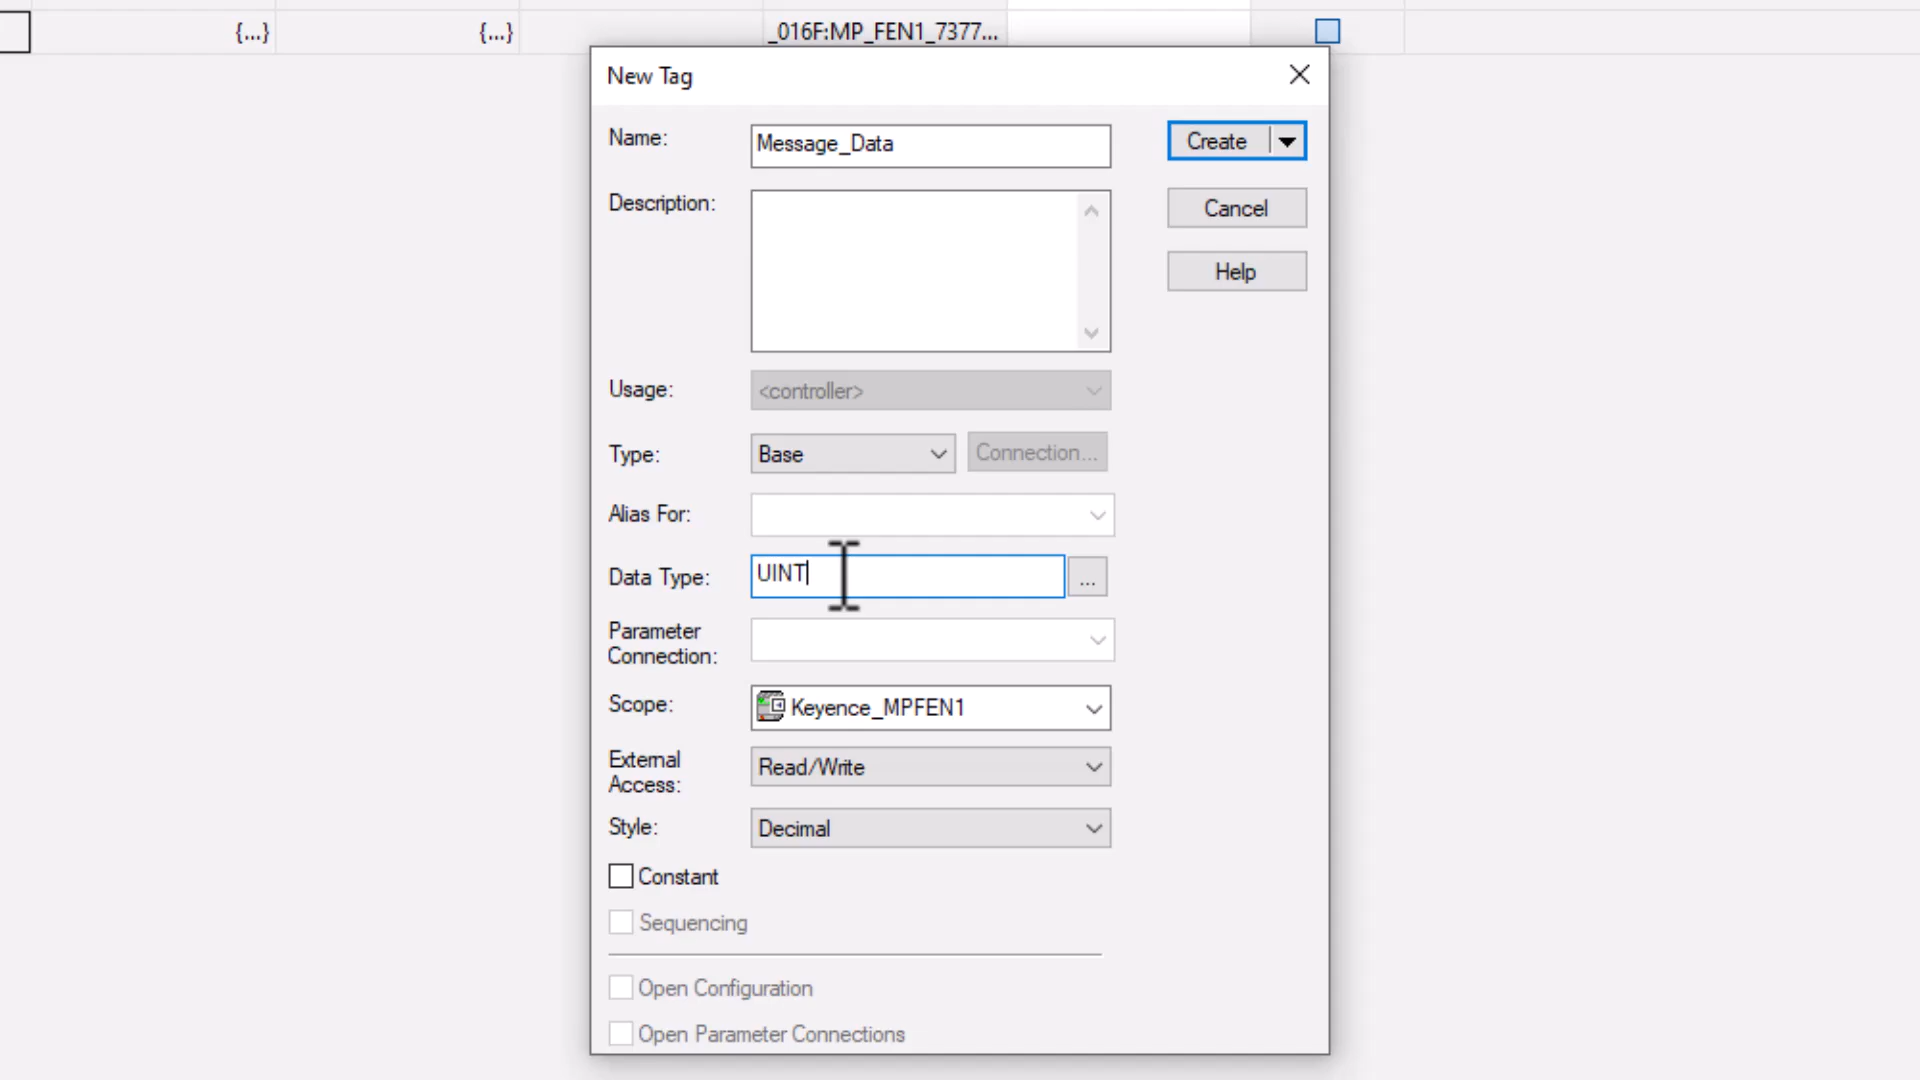 {...}
{...}
_016F:MP_FEN1_7377...
New Tag
Name:
Message_Data
Create
Description:
Cancel
Help
Usage:
<controller>
Type:
Base
Connection...
Alias For:
Data Type:
UINT
...
Parameter
Connection:
Scope:
Keyence_MPFEN1
External
Access:
Read/Write
Style:
Decimal
Constant
Sequencing
Open Configuration
Open Parameter Connections